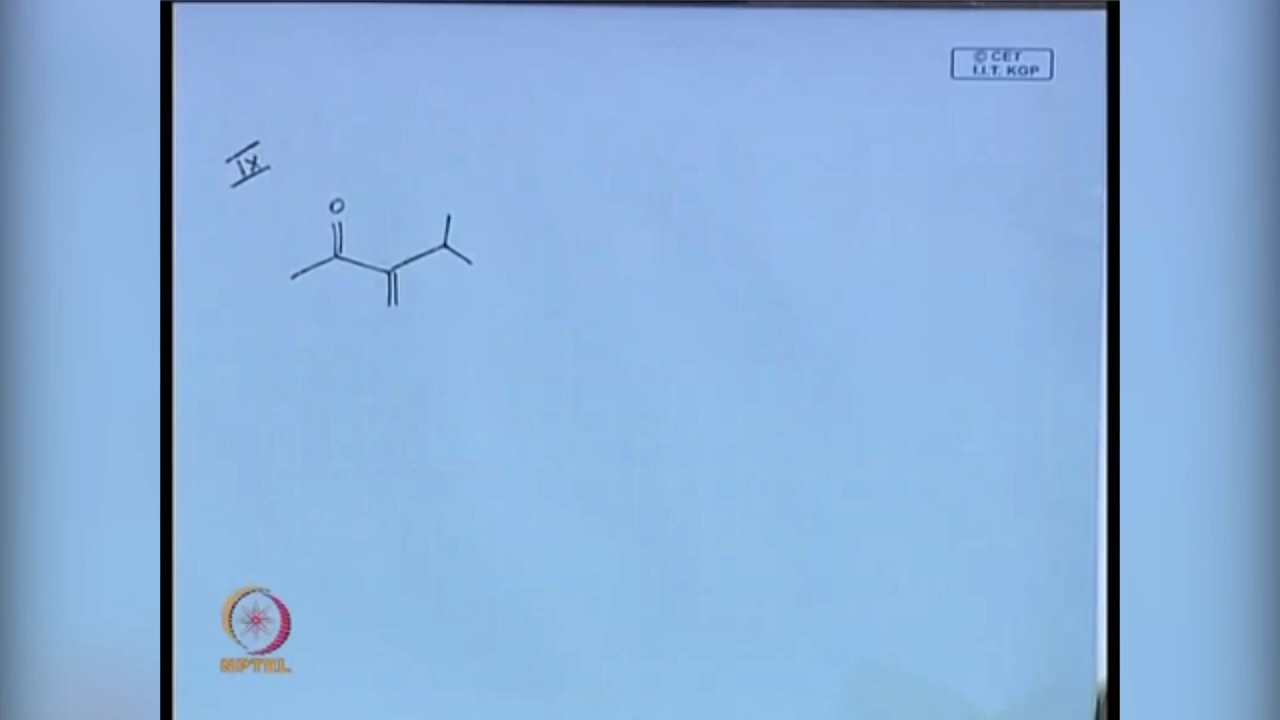 © CET
I.I.T. KGP
IX
O
NPTEL